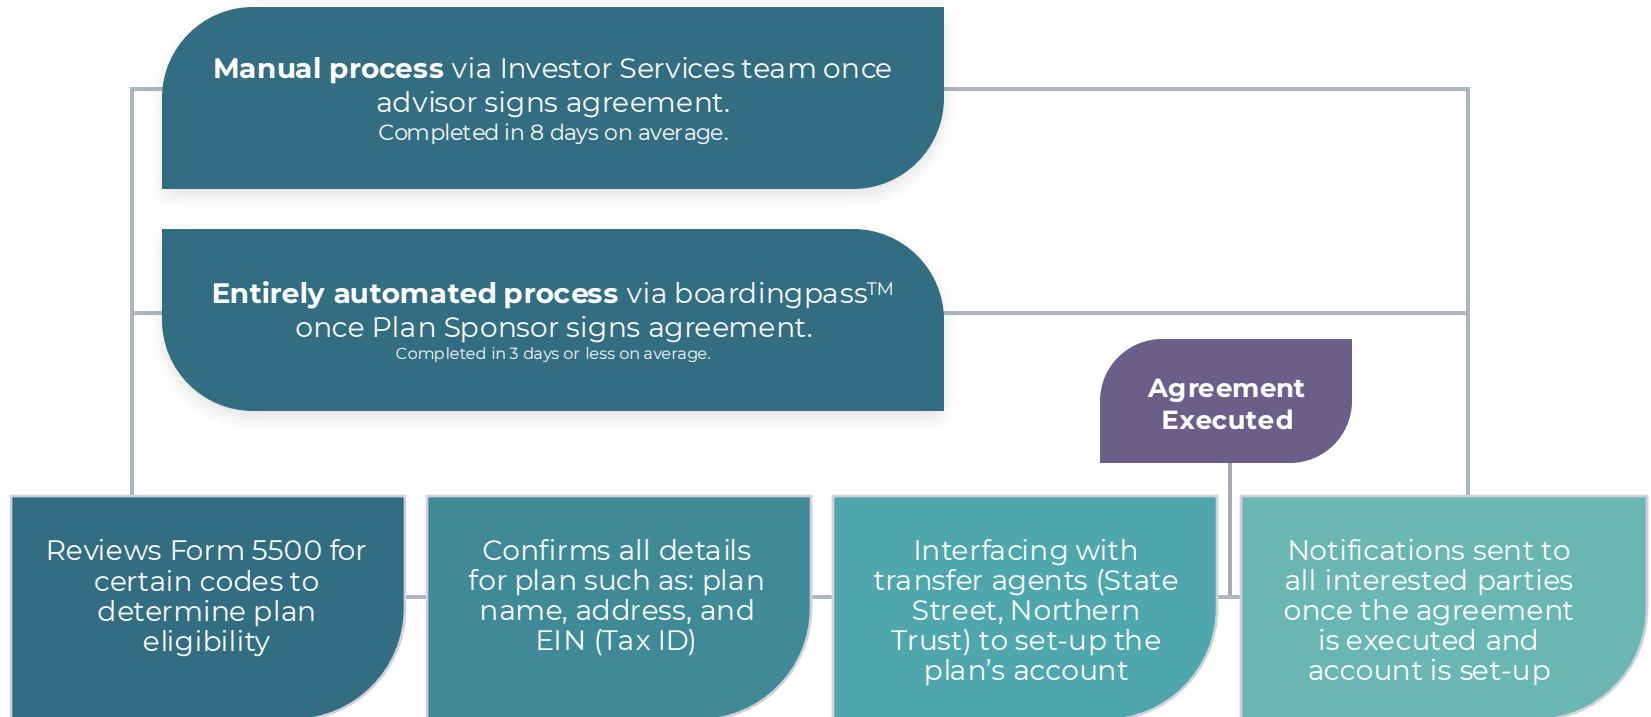 Manual process via Investor Services team once
advisor signs agreement.
Completed in 8 days on average.
Entirely automated process via boardingpass™
once Plan Sponsor signs agreement.
Completed in 3 days or less on average.
Agreement
Executed
Reviews Form 5500 for
certain codes to
determine plan
eligibility
Confirms all details
for plan such as: plan
name, address, and
EIN (Tax ID)
Interfacing with
transfer agents (State
Street, Northern
Trust) to set-up the
plan’s account
Notifications sent to
all interested parties
once the agreement
is executed and
account is set-up